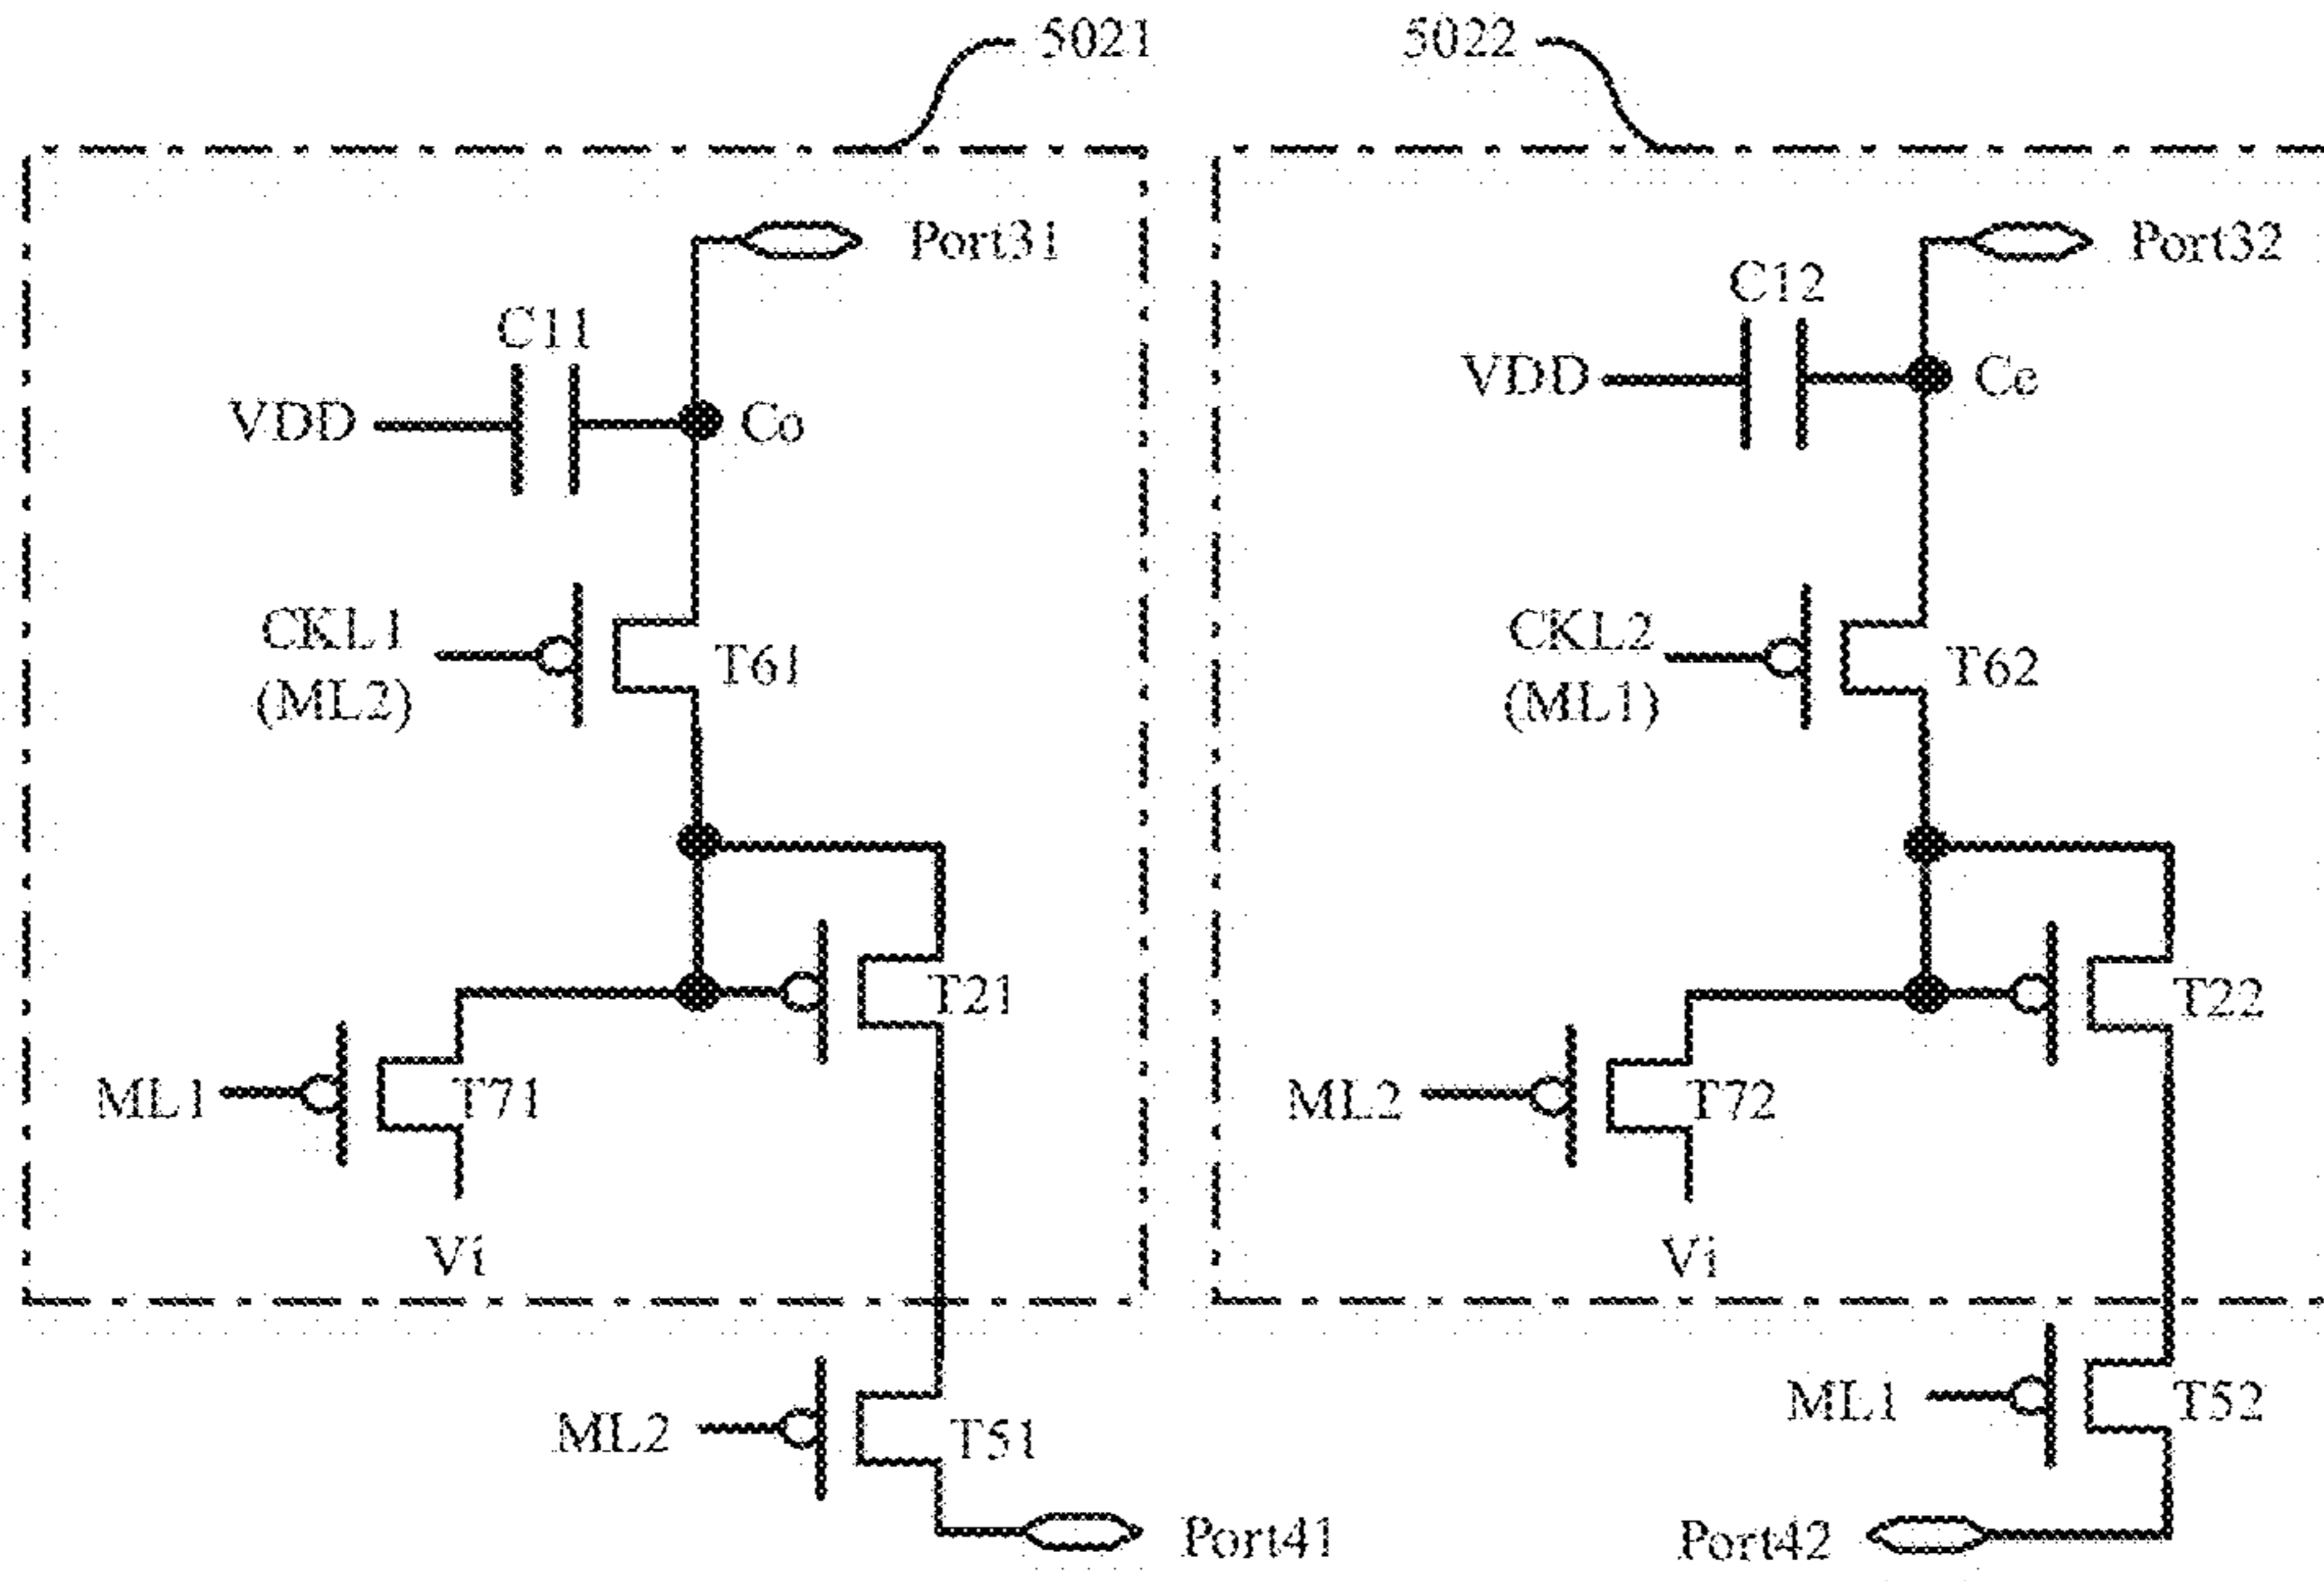 5021
5022
Port31
Port32
C11
C12
VDD
Co
VDD
Ce
CKL1
(ML2)
T61
CKL2
(ML1)
T62
T21
T22
ML1
T71
ML2
T72
Vi
Vi
ML2
T51
ML1
T52
Port41
Port42